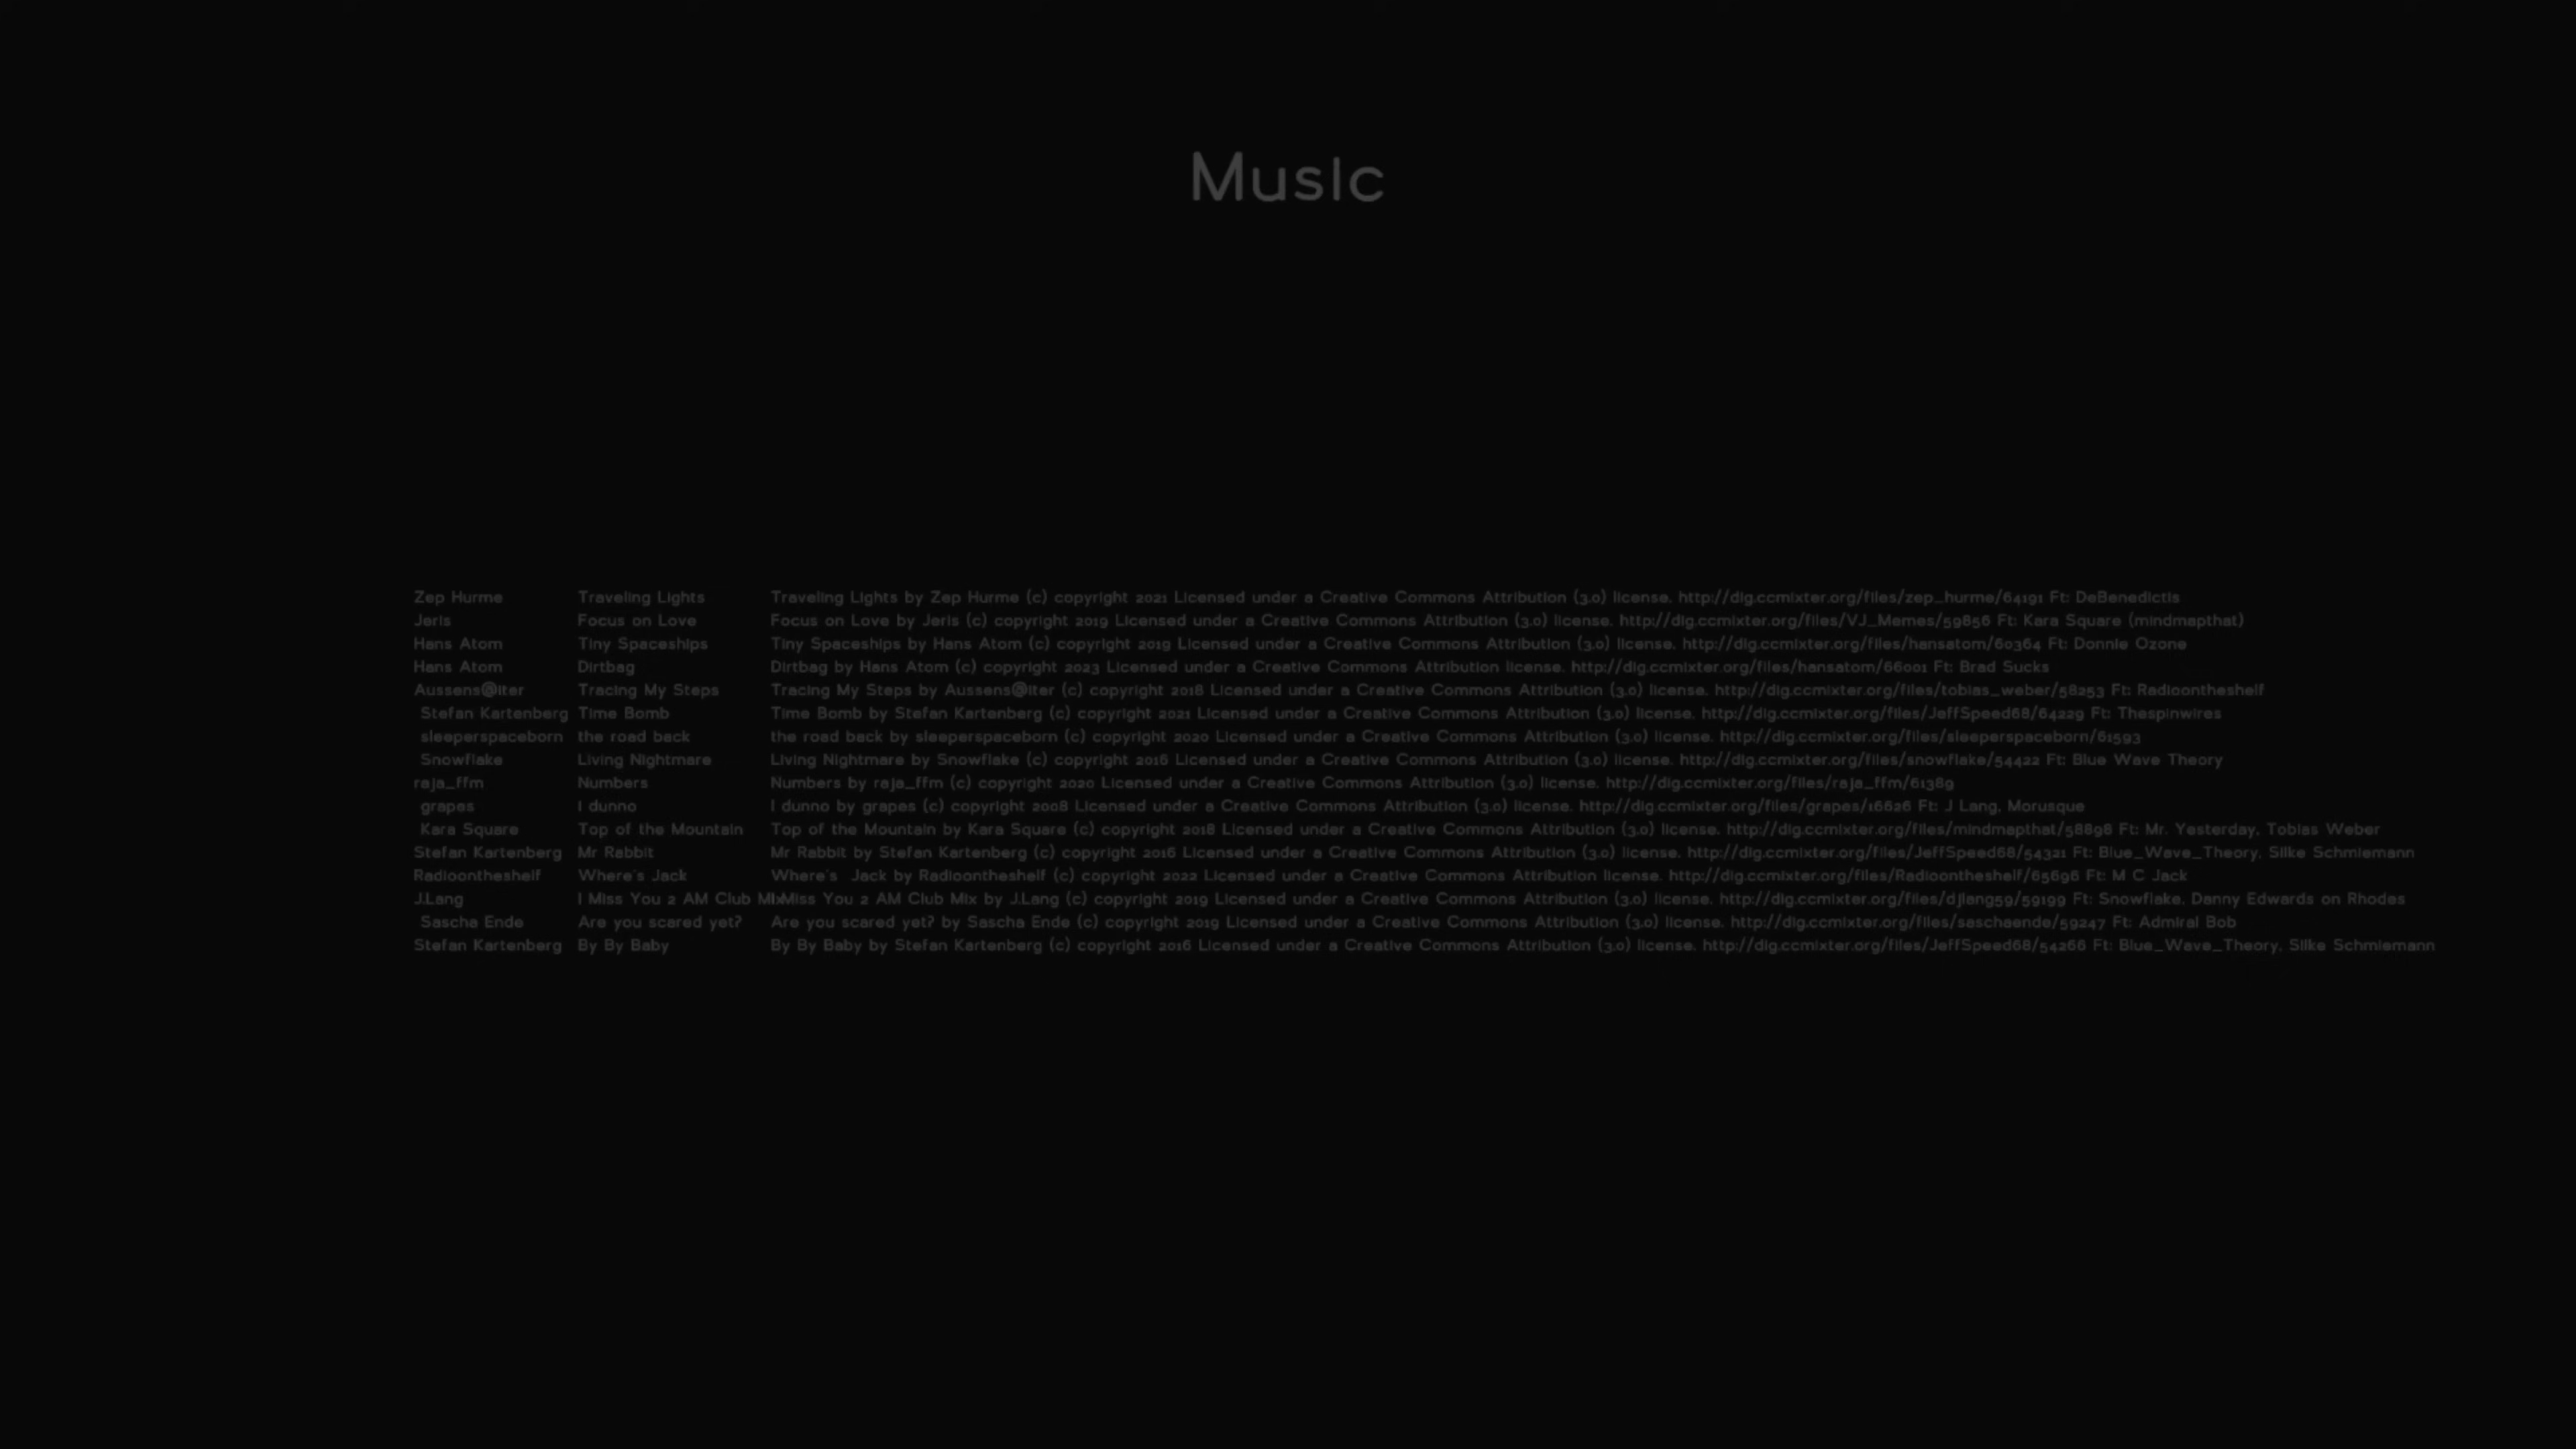 Music
Zep Hurme Traveling Lights Traveling Lights by Zep Hurme (c) copyright 2021 Licensed under a Creative Commons Attribution (3.0) license. http://dig.ccmixter.org/files/zep_hurme/64191 Ft: DeBenedictis
Jeris Focus on Love Focus on Love by Jeris (c) copyright 2019 Licensed under a Creative Commons Attribution (3.0) license. http://dig.ccmixter.org/files/VJ_Memes/59856 Ft: Kara Square (mindmapthat)
Hans Atom Tiny Spaceships Tiny Spaceships by Hans Atom (c) copyright 2019 Licensed under a Creative Commons Attribution (3.0) license. http://dig.ccmixter.org/files/hansatom/60364 Ft: Donnie Ozone
Hans Atom Dirtbag Dirtbag by Hans Atom (c) copyright 2023 Licensed under a Creative Commons Attribution license. http://dig.ccmixter.org/files/hansatom/66001 Ft: Brad Sucks
Aussens@iter Tracing My Steps Tracing My Steps by Aussens@iter (c) copyright 2018 Licensed under a Creative Commons Attribution (3.0) license. http://dig.ccmixter.org/files/tobias_weber/58253 Ft: Radioontheshelf
Stefan Kartenberg Time Bomb Time Bomb by Stefan Kartenberg (c) copyright 2021 Licensed under a Creative Commons Attribution (3.0) license. http://dig.ccmixter.org/files/JeffSpeed68/64229 Ft: Thespinwires
sleeperspaceborn the road back the road back by sleeperspaceborn (c) copyright 2020 Licensed under a Creative Commons Attribution (3.0) license. http://dig.ccmixter.org/files/sleeperspaceborn/61593
Snowflake Living Nightmare Living Nightmare by Snowflake (c) copyright 2016 Licensed under a Creative Commons Attribution (3.0) license. http://dig.ccmixter.org/files/snowflake/54422 Ft: Blue Wave Theory
raja_ffm Numbers Numbers by raja_ffm (c) copyright 2020 Licensed under a Creative Commons Attribution (3.0) license. http://dig.ccmixter.org/files/raja_ffm/61389
grapes I dunno I dunno by grapes (c) copyright 2008 Licensed under a Creative Commons Attribution (3.0) license. http://dig.ccmixter.org/files/grapes/16626 Ft: J Lang, Morusque
Kara Square Top of the Mountain Top of the Mountain by Kara Square (c) copyright 2018 Licensed under a Creative Commons Attribution (3.0) license. http://dig.ccmixter.org/files/mindmapthat/58898 Ft: Mr. Yesterday, Tobias Weber
Stefan Kartenberg Mr Rabbit Mr Rabbit by Stefan Kartenberg (c) copyright 2016 Licensed under a Creative Commons Attribution (3.0) license. http://dig.ccmixter.org/files/JeffSpeed68/54321 Ft: Blue_Wave_Theory, Silke Schmiemann
Radioontheshelf Where's Jack Where's  Jack by Radioontheshelf (c) copyright 2022 Licensed under a Creative Commons Attribution license. http://dig.ccmixter.org/files/Radioontheshelf/65696 Ft: M C Jack
J.Lang I Miss You 2 AM Club Mix I Miss You 2 AM Club Mix by J.Lang (c) copyright 2019 Licensed under a Creative Commons Attribution (3.0) license. http://dig.ccmixter.org/files/djlang59/59199 Ft: Snowflake, Danny Edwards on Rhodes
Sascha Ende Are you scared yet? Are you scared yet? by Sascha Ende (c) copyright 2019 Licensed under a Creative Commons Attribution (3.0) license. http://dig.ccmixter.org/files/saschaende/59247 Ft: Admiral Bob
Stefan Kartenberg By By Baby By By Baby by Stefan Kartenberg (c) copyright 2016 Licensed under a Creative Commons Attribution (3.0) license. http://dig.ccmixter.org/files/JeffSpeed68/54266 Ft: Blue_Wave_Theory, Silke Schmiemann